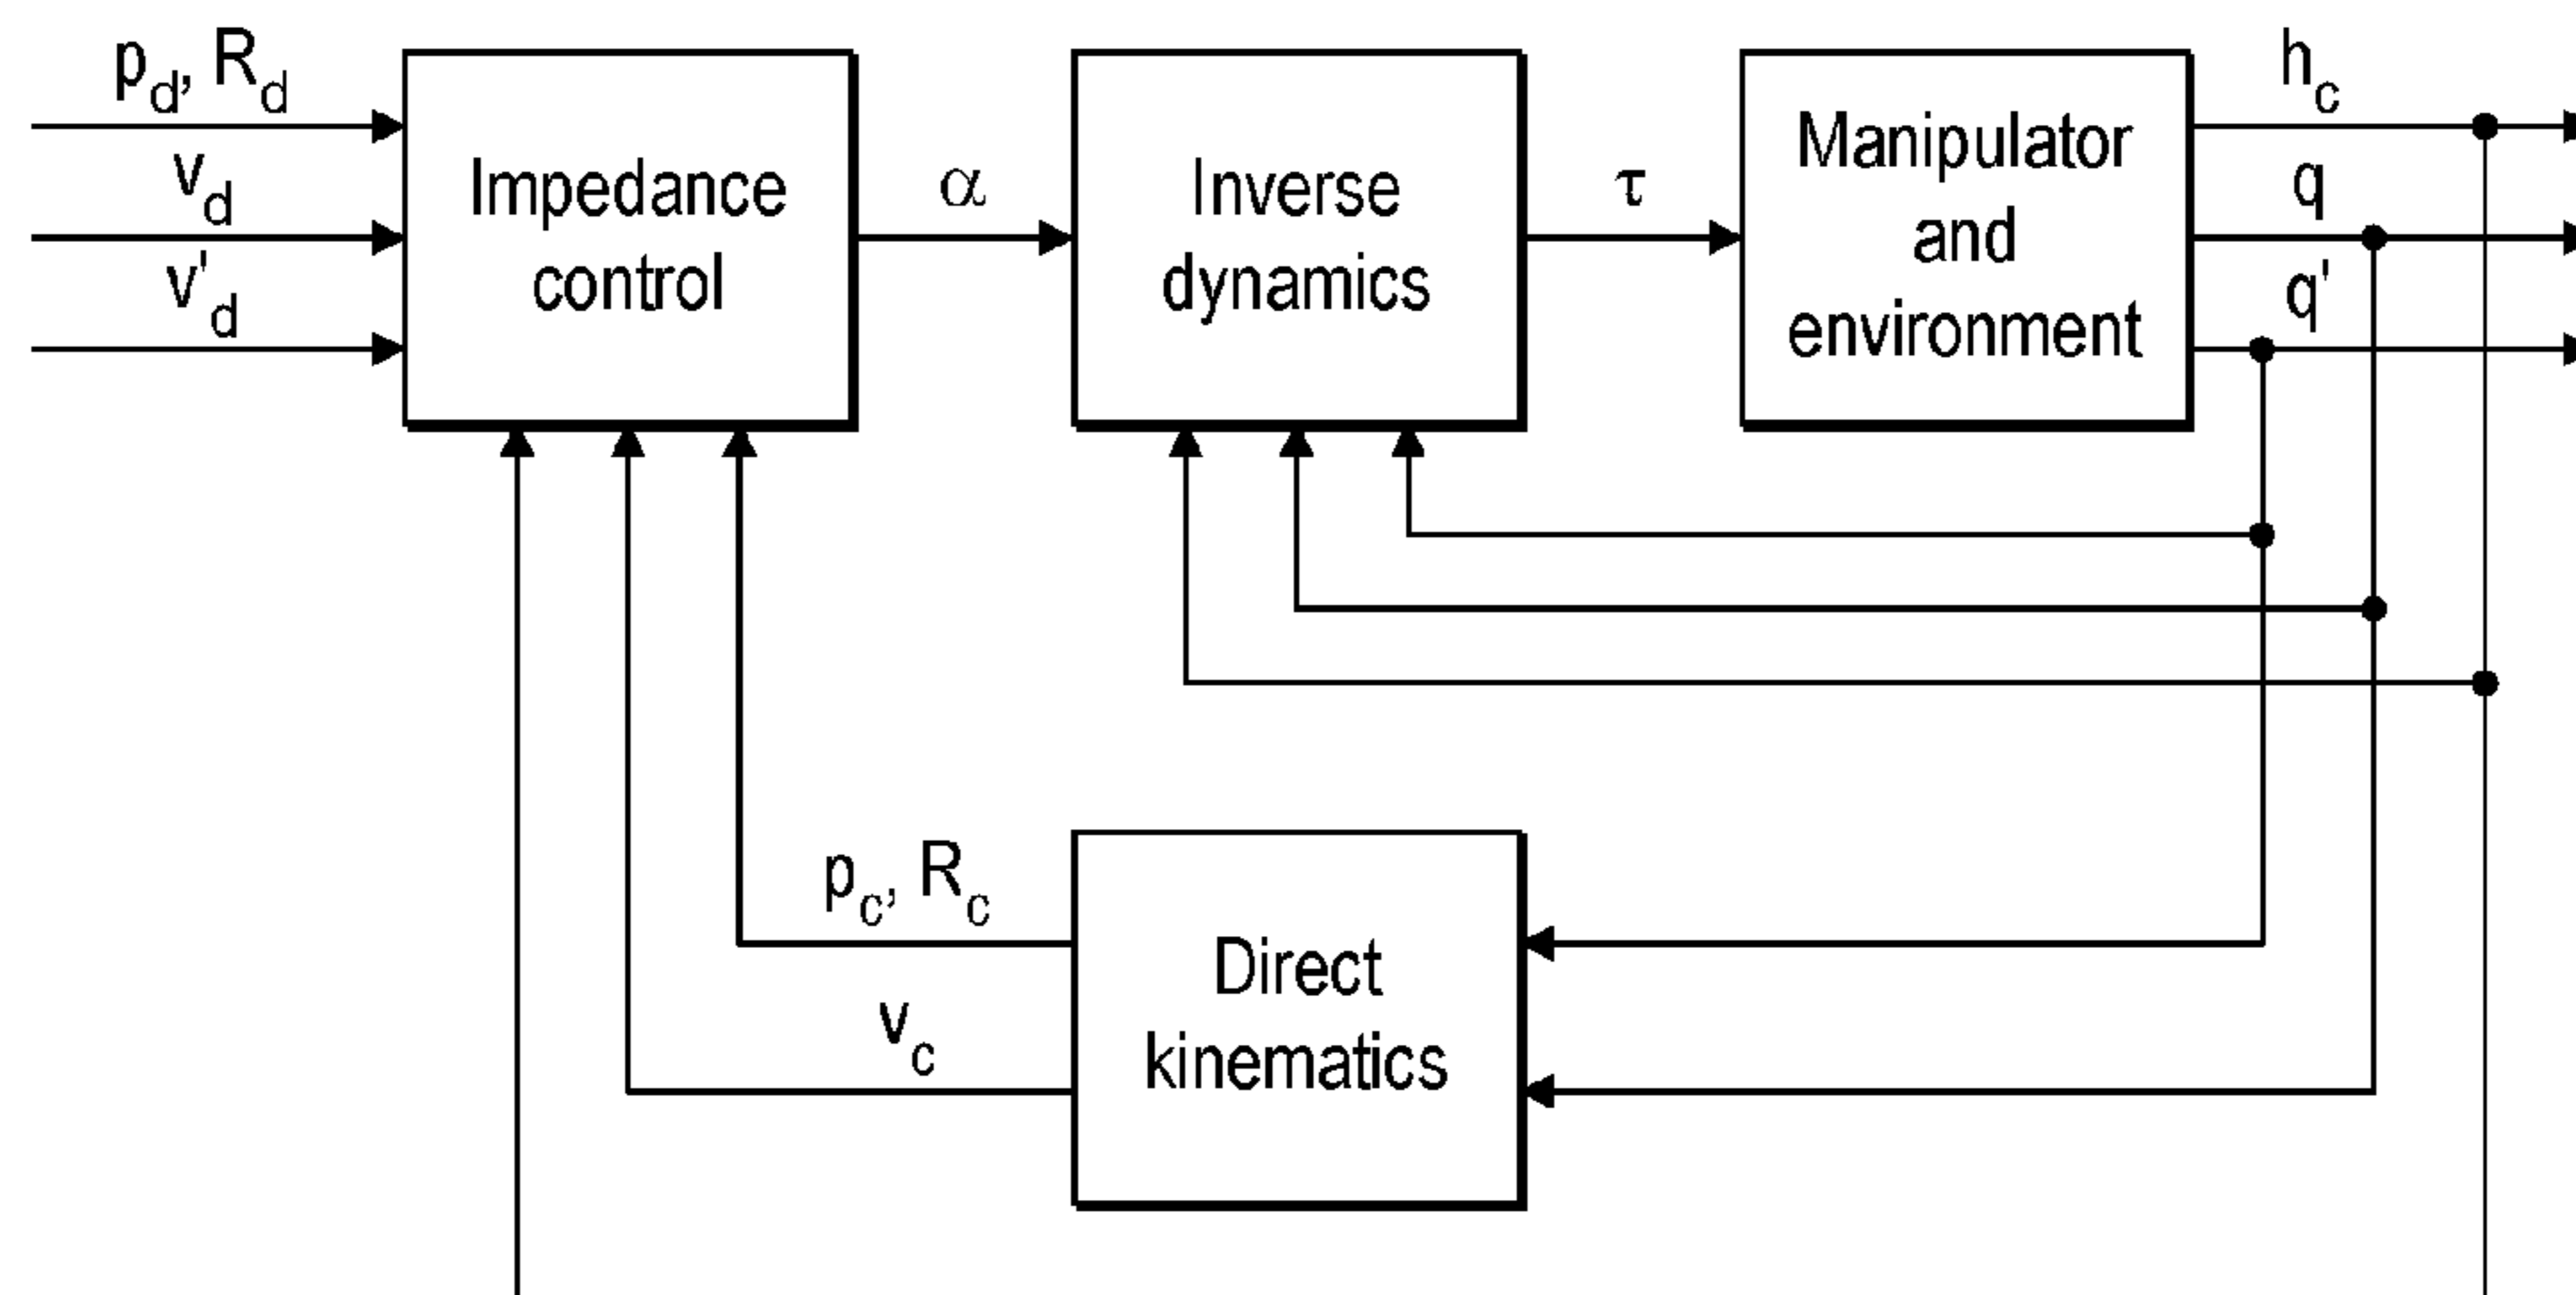 p_d, R_d
v_d
v'_d
Impedance
control
α
Inverse
dynamics
τ
Manipulator
and
environment
h_c
q
q'
p_c, R_c
v_c
Direct
kinematics